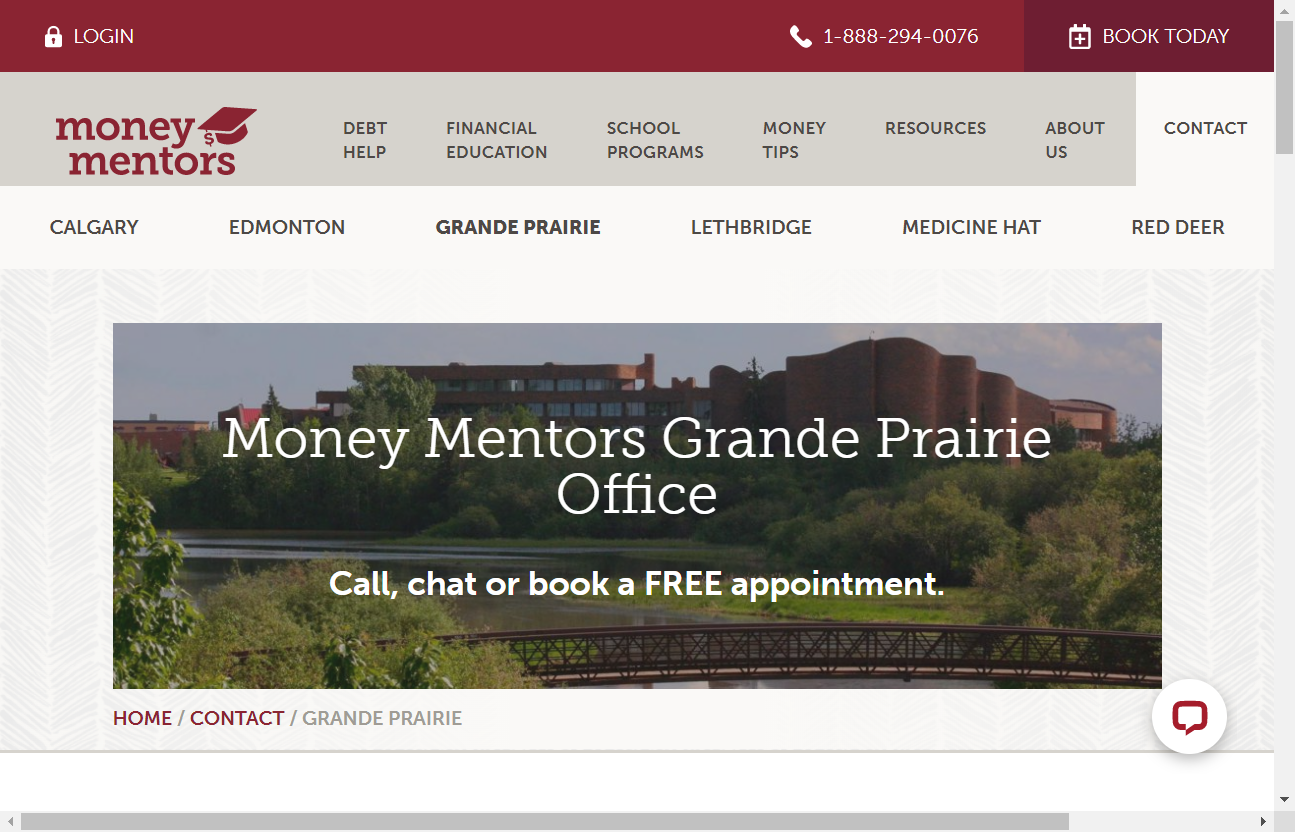 LOGIN
1-888-294-0076
BOOK TODAY
money
mentors
$
DEBT
HELP
FINANCIAL
EDUCATION
SCHOOL
PROGRAMS
MONEY
TIPS
RESOURCES
ABOUT
US
CONTACT
CALGARY
EDMONTON
GRANDE PRAIRIE
LETHBRIDGE
MEDICINE HAT
RED DEER
Money Mentors Grande Prairie
Office
Call, chat or book a FREE appointment.
HOME / CONTACT / GRANDE PRAIRIE